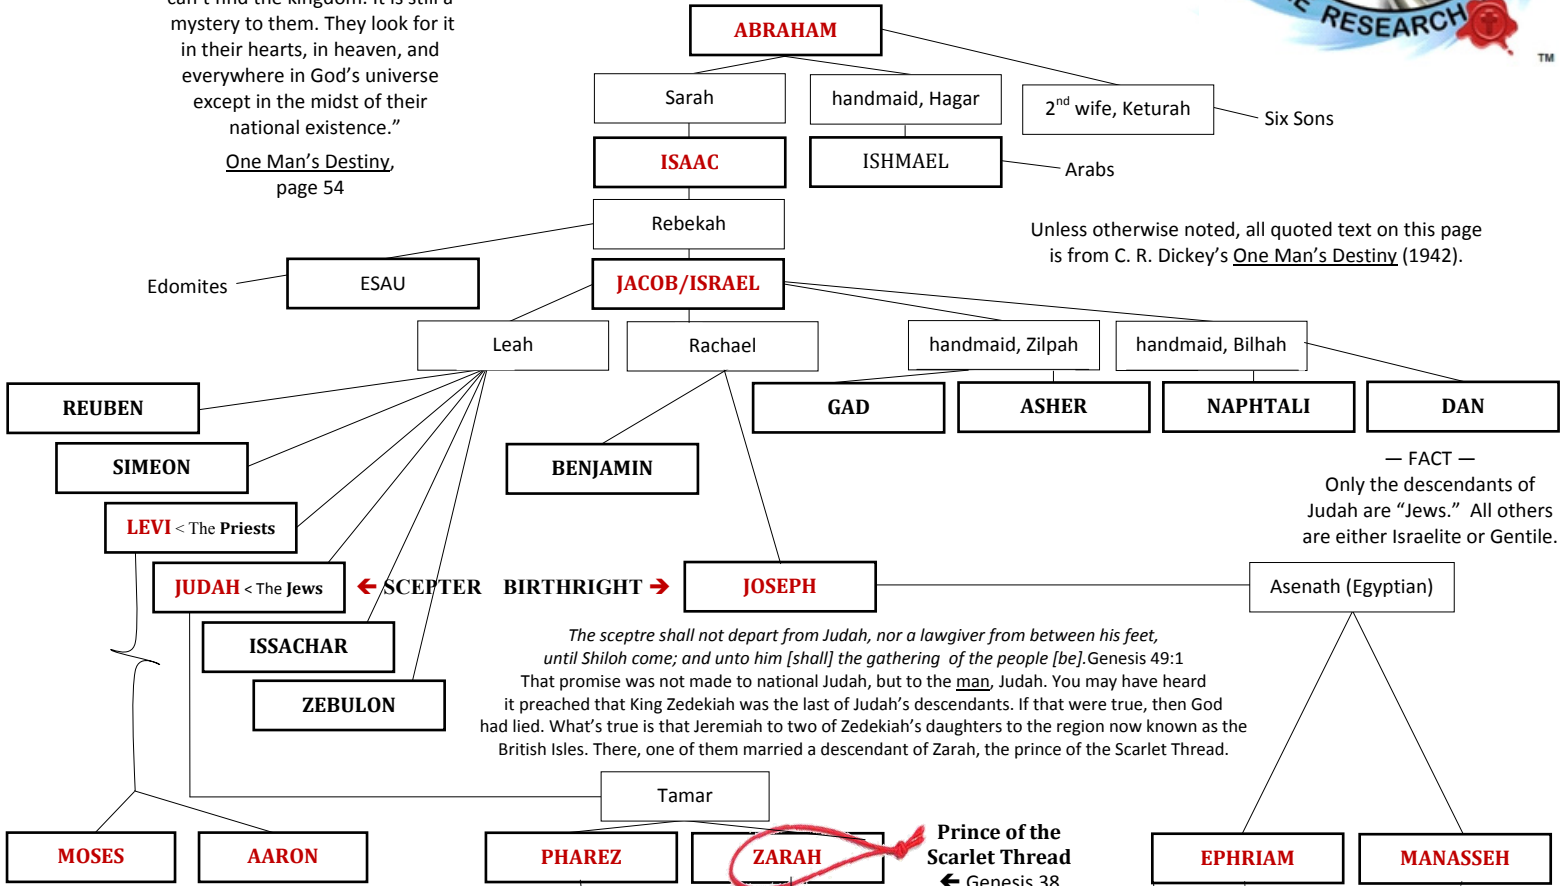 can't find the kingdom. It is still a
mystery to them. They look for it
in their hearts, in heaven, and
everywhere in God's universe
except in the midst of their
national existence.”
One Man's Destiny,
page 54
RESEARCH
TM
ABRAHAM
Sarah
handmaid, Hagar
2nd wife, Keturah
Six Sons
ISAAC
ISHMAEL
Arabs
Rebekah
Unless otherwise noted, all quoted text on this page
is from C. R. Dickey's One Man's Destiny (1942).
Edomites
ESAU
JACOB/ISRAEL
Leah
Rachael
handmaid, Zilpah
handmaid, Bilhah
REUBEN
GAD
ASHER
NAPHTALI
DAN
SIMEON
BENJAMIN
— FACT —
Only the descendants of
Judah are “Jews.”  All others
are either Israelite or Gentile.
LEVI < The Priests
JUDAH < The Jews
← SCEPTER BIRTHRIGHT →
JOSEPH
Asenath (Egyptian)
ISSACHAR
ZEBULON
The sceptre shall not depart from Judah, nor a lawgiver from between his feet,
until Shiloh come; and unto him [shall] the gathering of the people [be].Genesis 49:1
That promise was not made to national Judah, but to the man, Judah. You may have heard
it preached that King Zedekiah was the last of Judah's descendants. If that were true, then God
had lied. What's true is that Jeremiah to two of Zedekiah's daughters to the region now known as the
British Isles. There, one of them married a descendant of Zarah, the prince of the Scarlet Thread.
Tamar
MOSES
AARON
PHAREZ
ZARAH
Prince of the
Scarlet Thread
← Genesis 38
EPHRIAM
MANASSEH